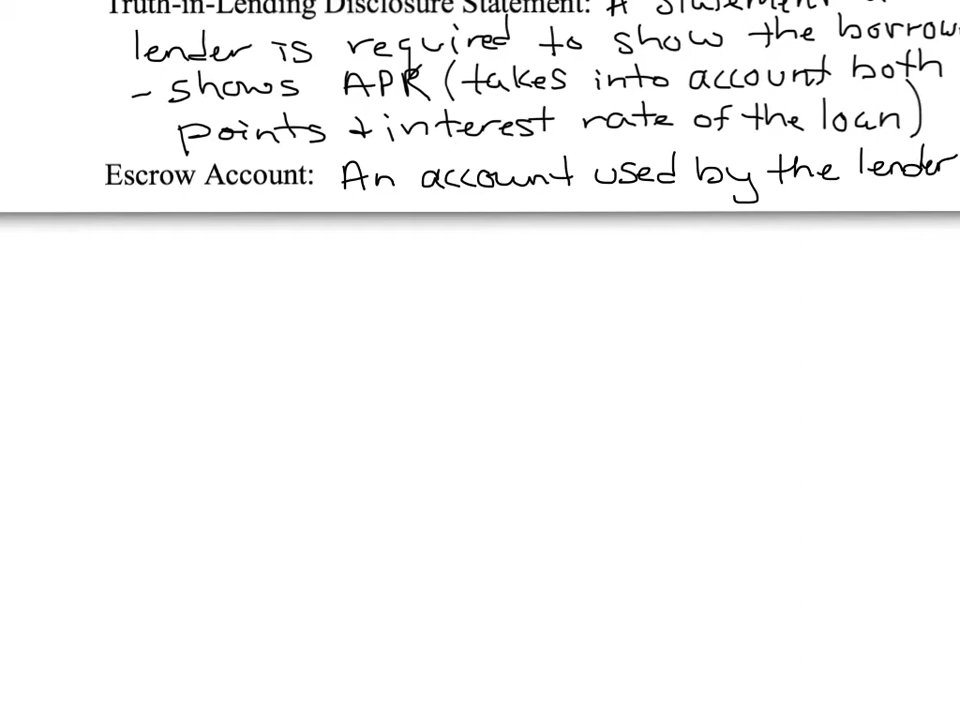 Truth-in-Lending Disclosure Statement: A statement
lender is required to show the borrow
- shows APR (takes into account both
points + interest rate of the loan)
Escrow Account: An account used by the lender